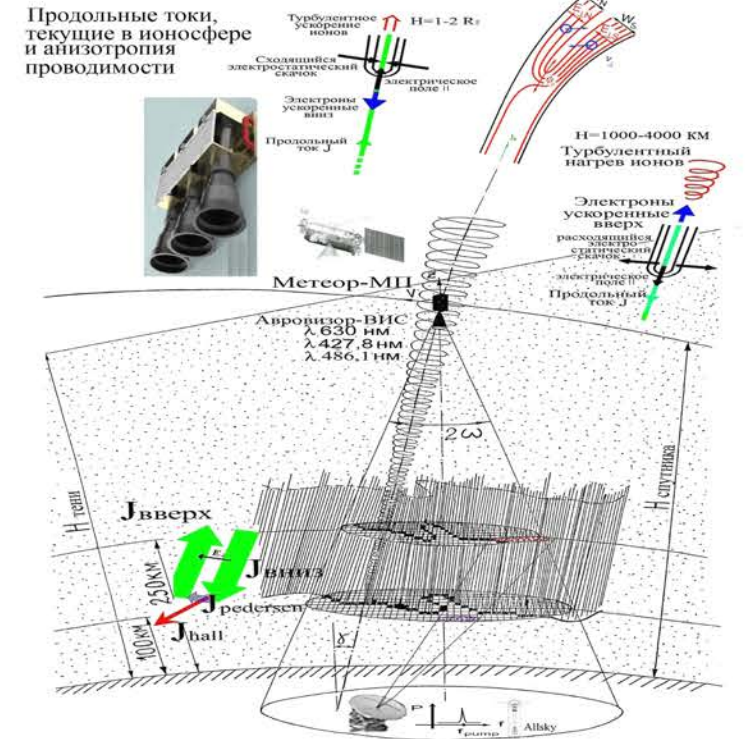 Продольные токи,
текущие в ионосфере
и анизотропия
проводимости
Турбулентное
ускорение
ионов
H=1-2 R
Сходящийся
электростатический
скачок
электрическое
поле ||
Электроны
ускоренные
вниз
Продольный
ток J
H=1000-4000 км
Турбулентный
нагрев ионов
Электроны
ускоренные
вверх
расходящийся
электро
статический
скачок
электрическое
поле ||
Продольный
ток J
Метеор-МП
V
Авровизор-ВИС
λ 630 нм
λ 427,8 нм
λ 486,1 нм
2ω
H тени
H спутника
Jвверх
E
Jвниз
Jpedersen
Jhall
250км
100км
γ
P
f
fpump
Allsky